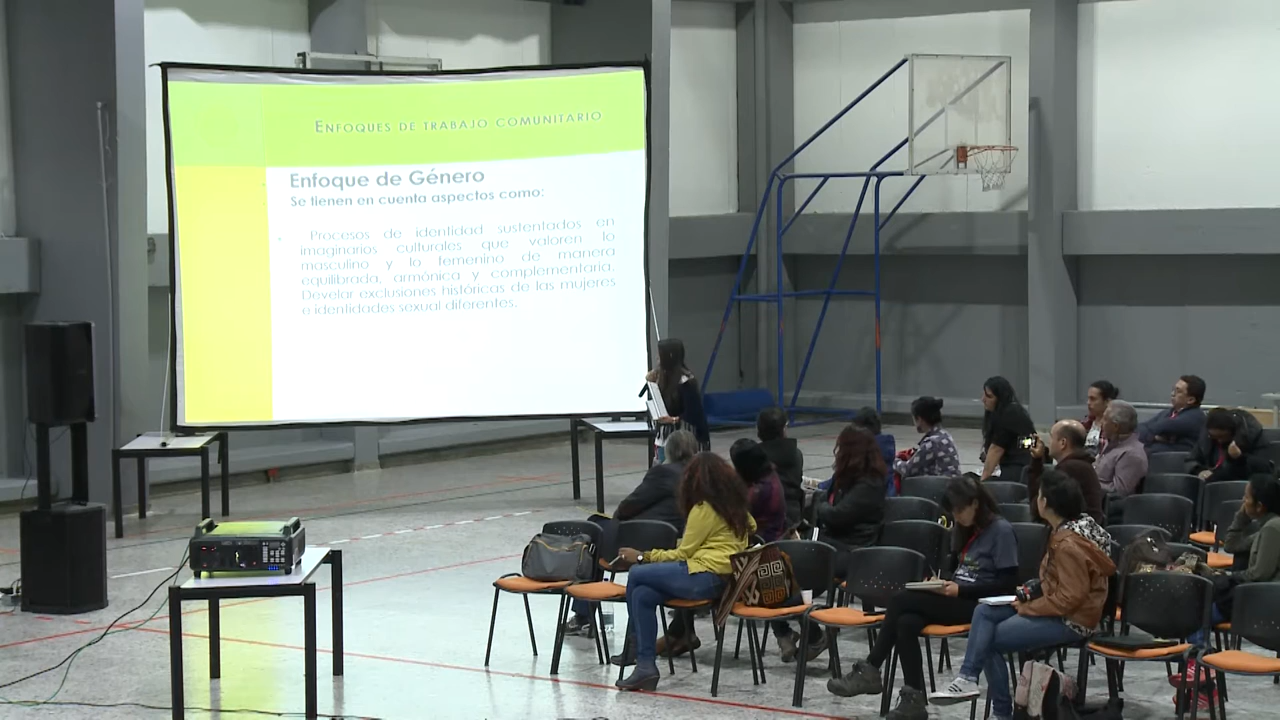 ENFOQUES DE TRABAJO COMUNITARIO
Enfoque de Género
Se tienen en cuenta aspectos como:
Procesos de identidad sustentados en
imaginarios culturales que valoren lo
masculino y lo femenino de manera
equilibrada, armónica y complementaria.
Develar exclusiones históricas de las mujeres
e identidades sexual diferentes.